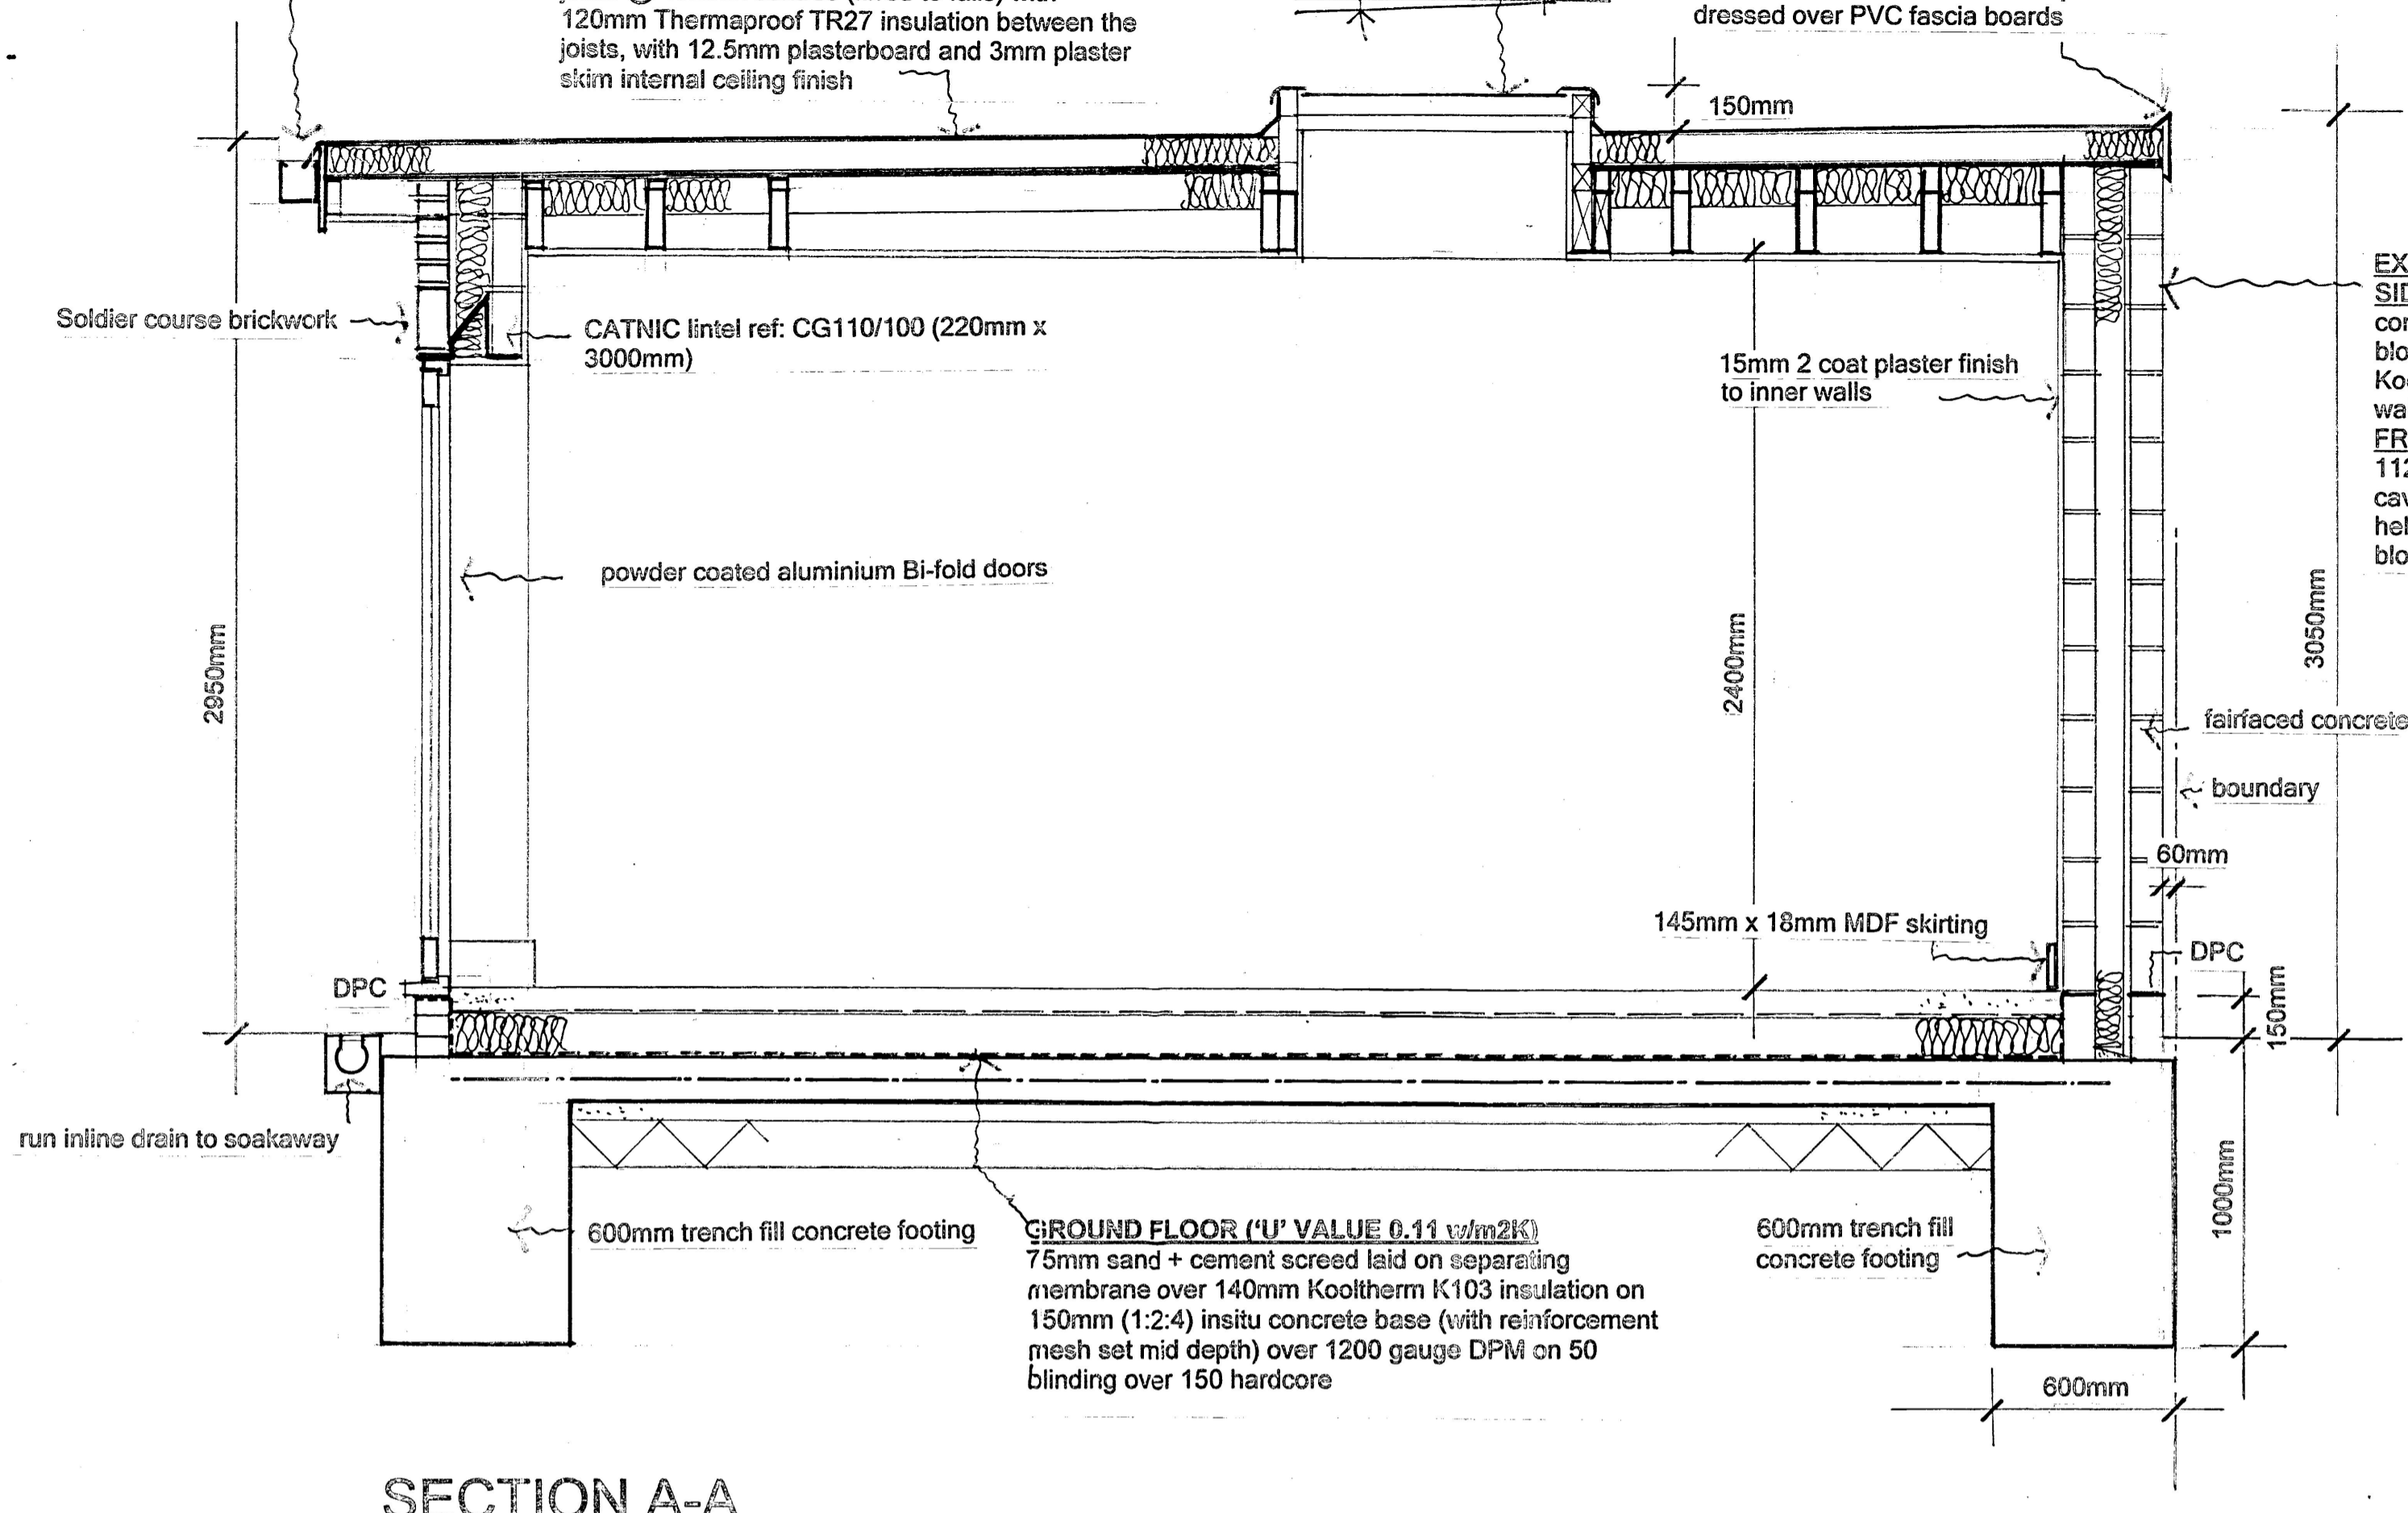 120mm Thermaproof TR27 insulation between the
joists, with 12.5mm plasterboard and 3mm plaster
skim internal ceiling finish
dressed over PVC fascia boards
150mm
Soldier course brickwork
CATNIC lintel ref: CG110/100 (220mm x
3000mm)
15mm 2 coat plaster finish
to inner walls
powder coated aluminium Bi-fold doors
2950mm
2400mm
3050mm
fairfaced concrete
boundary
60mm
145mm x 18mm MDF skirting
DPC
DPC
150mm
run inline drain to soakaway
600mm trench fill concrete footing
GROUND FLOOR ('U' VALUE 0.11 w/m2K)
75mm sand + cement screed laid on separating
membrane over 140mm Kooltherm K103 insulation on
150mm (1:2:4) insitu concrete base (with reinforcement
mesh set mid depth) over 1200 gauge DPM on 50
blinding over 150 hardcore
600mm trench fill
concrete footing
1000mm
600mm
SECTION A-A